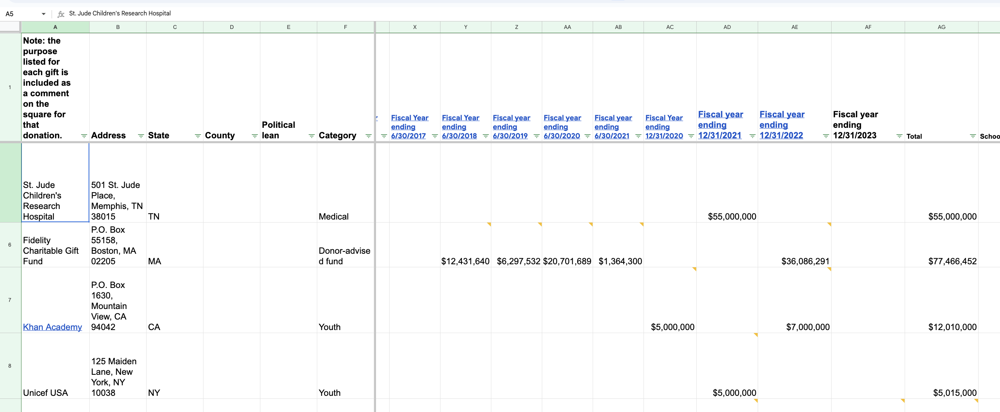 A5 fx St. Jude Children's Research Hospital
A B C D E F X Y Z AA AB AC AD AE AF AG
1
Note: the
purpose
listed for
each gift is
included as
a comment
on the
square for
that
donation.
Address
State
County
Political
lean
Category
r
Fiscal Year
ending
6/30/2017
Fiscal Year
ending
6/30/2018
Fiscal year
ending
6/30/2019
Fiscal year
ending
6/30/2020
Fiscal year
ending
6/30/2021
Fiscal Year
ending
12/31/2020
Fiscal year
ending
12/31/2021
Fiscal year
ending
12/31/2022
Fiscal year
ending
12/31/2023
Total
Schoo
St. Jude
Children's
Research
Hospital
501 St. Jude
Place,
Memphis, TN
38015
TN
Medical
$55,000,000
$55,000,000
6
Fidelity
Charitable Gift
Fund
P.O. Box
55158,
Boston, MA
02205
MA
Donor-advise
d fund
$12,431,640
$6,297,532
$20,701,689
$1,364,300
$36,086,291
$77,466,452
7
Khan Academy
P.O. Box
1630,
Mountain
View, CA
94042
CA
Youth
$5,000,000
$7,000,000
$12,010,000
8
Unicef USA
125 Maiden
Lane, New
York, NY
10038
NY
Youth
$5,000,000
$5,015,000